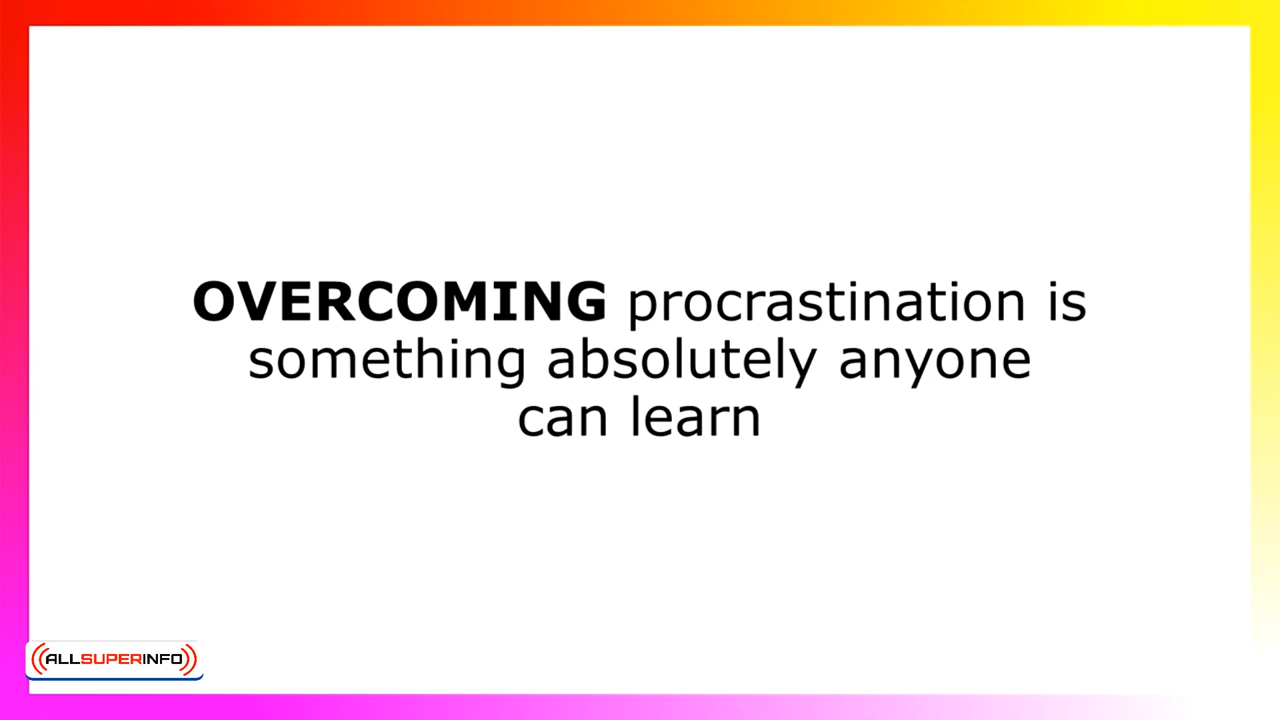 OVERCOMING procrastination is
something absolutely anyone
can learn
ALLSUPERINFO